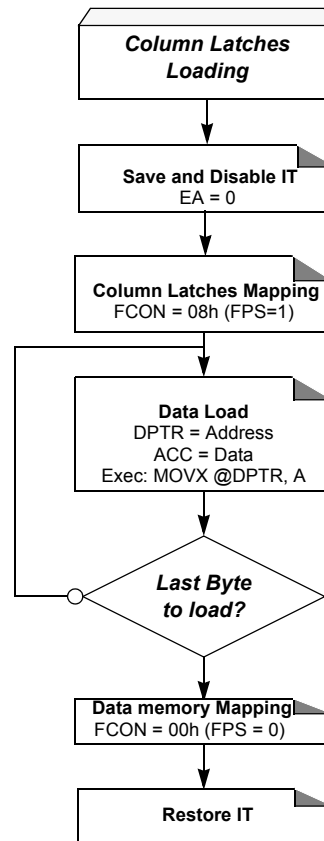 Column Latches
Loading
Save and Disable IT
EA = 0
Column Latches Mapping
FCON = 08h (FPS=1)
Data Load
DPTR = Address
ACC = Data
Exec: MOVX @DPTR, A
Last Byte
to load?
Data memory Mapping
FCON = 00h (FPS = 0)
Restore IT